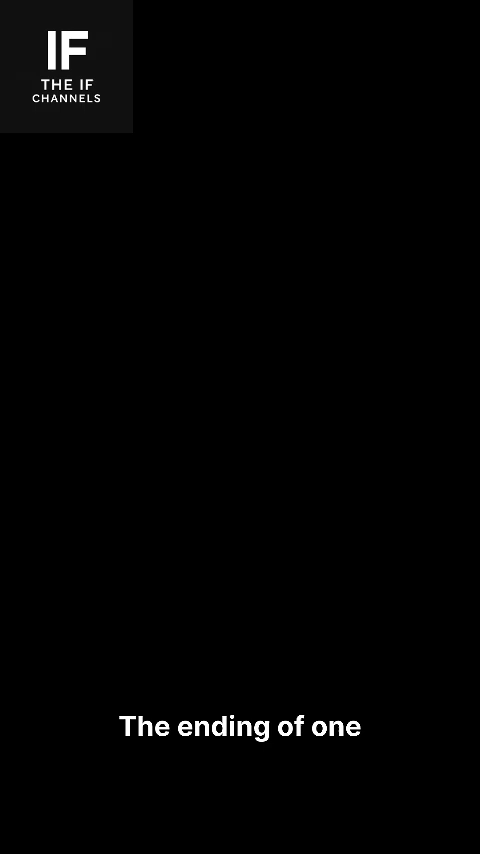 IF
THE IF
CHANNELS
The ending of one